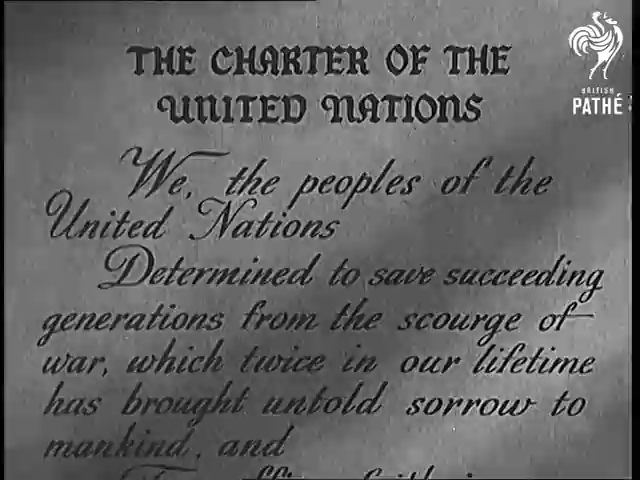 THE CHARTER OF THE
UNITED NATIONS
BRITISH
PATHÉ
We, the peoples of the
United Nations
Determined to save succeeding
generations from the scourge of
war, which twice in our lifetime
has brought untold sorrow to
mankind, and